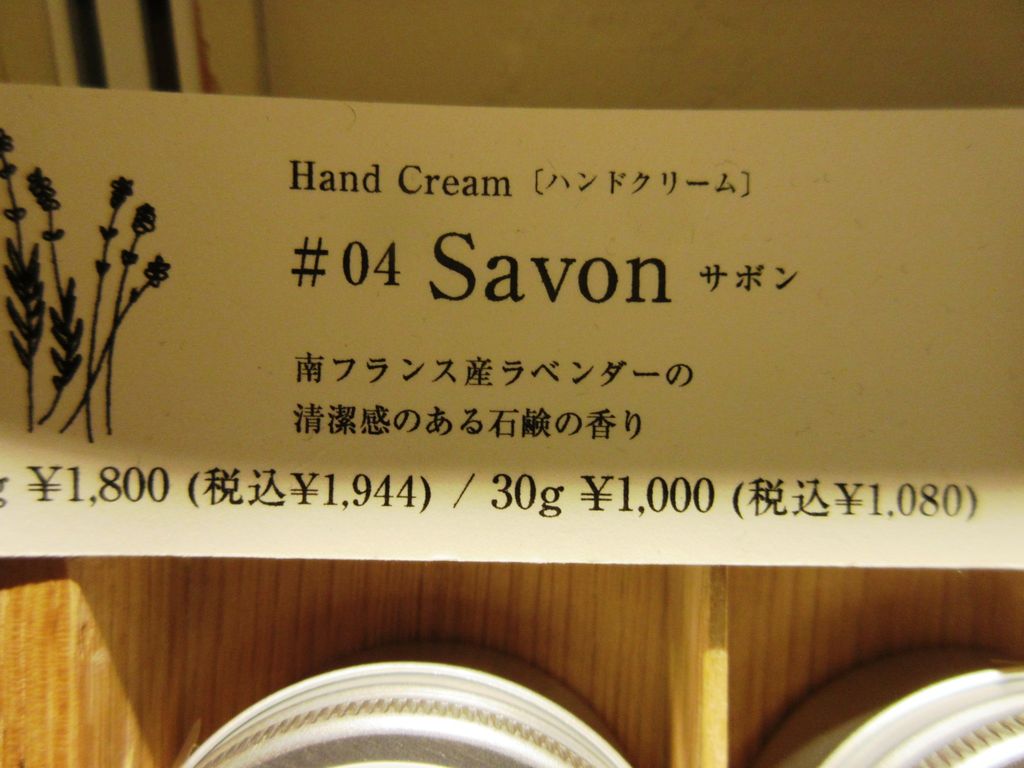 Hand Cream〔ハンドクリーム〕
#04 Savon サボン
南フランス産ラベンダーの
清潔感のある石鹸の香り
g ¥1,800 (税込¥1,944) / 30g ¥1,000 (税込¥1,080)